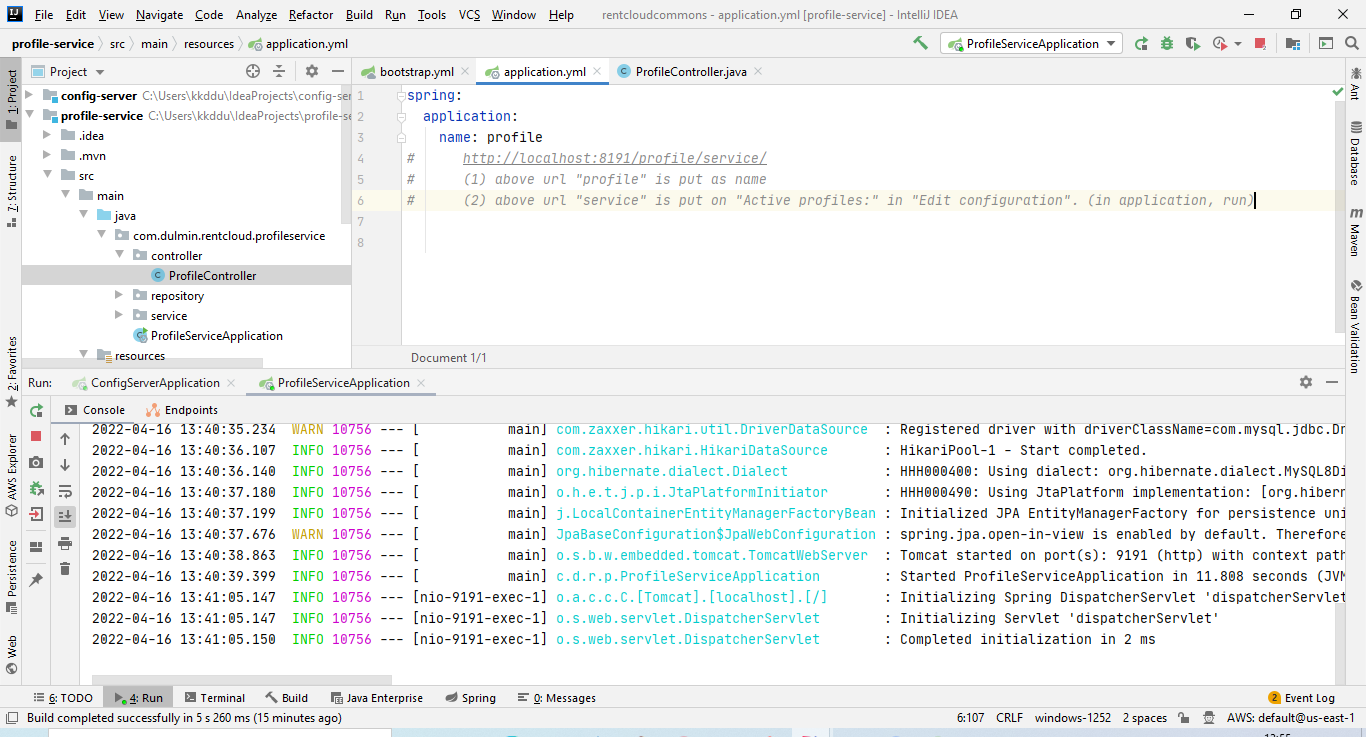 File Edit View Navigate Code Analyze Refactor Build Run Tools VCS Window Help rentcloudcommons - application.yml [profile-service] - IntelliJ IDEA
profile-service src main resources application.yml ProfileServiceApplication
1: Project
Project
bootstrap.yml application.yml ProfileController.java
config-server C:\Users\kkddu\IdeaProjects\config-ser
profile-service C:\Users\kkddu\IdeaProjects\profile-se
.idea
.mvn
src
main
java
com.dulmin.rentcloud.profileservice
controller
ProfileController
repository
service
ProfileServiceApplication
resources
1 spring:
2 application:
3 name: profile
4 # http://localhost:8191/profile/service/
5 # (1) above url "profile" is put as name
6 # (2) above url "service" is put on "Active profiles:" in "Edit configuration". (in application, run)
7
8
Document 1/1
7: Structure
2: Favorites
AWS Explorer
Persistence
Web
Ant
Database
Maven
Bean Validation
Run: ConfigServerApplication ProfileServiceApplication
Console Endpoints
2022-04-16 13:40:35.234 WARN 10756 --- [ main] com.zaxxer.hikari.util.DriverDataSource : Registered driver with driverClassName=com.mysql.jdbc.Dr
2022-04-16 13:40:36.107 INFO 10756 --- [ main] com.zaxxer.hikari.HikariDataSource : HikariPool-1 - Start completed.
2022-04-16 13:40:36.140 INFO 10756 --- [ main] org.hibernate.dialect.Dialect : HHH000400: Using dialect: org.hibernate.dialect.MySQL8Di
2022-04-16 13:40:37.180 INFO 10756 --- [ main] o.h.e.t.j.p.i.JtaPlatformInitiator : HHH000490: Using JtaPlatform implementation: [org.hibern
2022-04-16 13:40:37.199 INFO 10756 --- [ main] j.LocalContainerEntityManagerFactoryBean : Initialized JPA EntityManagerFactory for persistence uni
2022-04-16 13:40:37.676 WARN 10756 --- [ main] JpaBaseConfiguration$JpaWebConfiguration : spring.jpa.open-in-view is enabled by default. Therefore
2022-04-16 13:40:38.863 INFO 10756 --- [ main] o.s.b.w.embedded.tomcat.TomcatWebServer : Tomcat started on port(s): 9191 (http) with context path
2022-04-16 13:40:39.399 INFO 10756 --- [ main] c.d.r.p.ProfileServiceApplication : Started ProfileServiceApplication in 11.808 seconds (JVM
2022-04-16 13:41:05.147 INFO 10756 --- [nio-9191-exec-1] o.a.c.c.C.[Tomcat].[localhost].[/] : Initializing Spring DispatcherServlet 'dispatcherServlet
2022-04-16 13:41:05.147 INFO 10756 --- [nio-9191-exec-1] o.s.web.servlet.DispatcherServlet : Initializing Servlet 'dispatcherServlet'
2022-04-16 13:41:05.150 INFO 10756 --- [nio-9191-exec-1] o.s.web.servlet.DispatcherServlet : Completed initialization in 2 ms
6: TODO 4: Run Terminal Build Java Enterprise Spring 0: Messages 2 Event Log
Build completed successfully in 5 s 260 ms (15 minutes ago) 6:107 CRLF windows-1252 2 spaces AWS: default@us-east-1